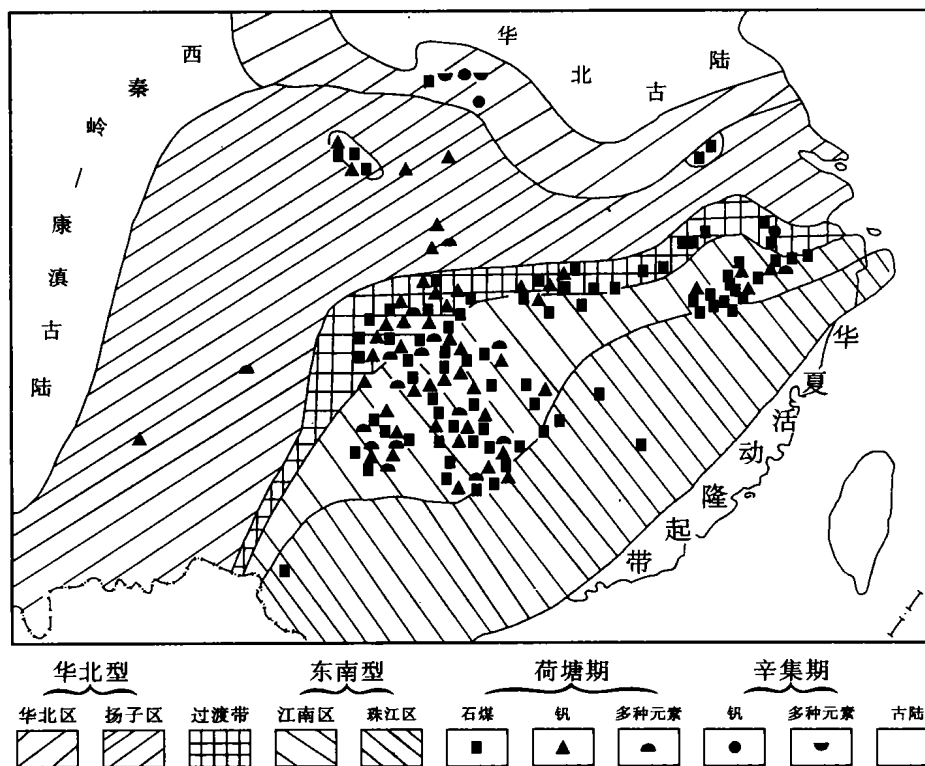 华北古陆
西秦岭—康滇古陆
华夏活动隆起带
华北型 东南型 荷塘期 辛集期
华北区 扬子区 过渡带 江南区 珠江区 石煤 钒 多种元素 钒 多种元素 古陆